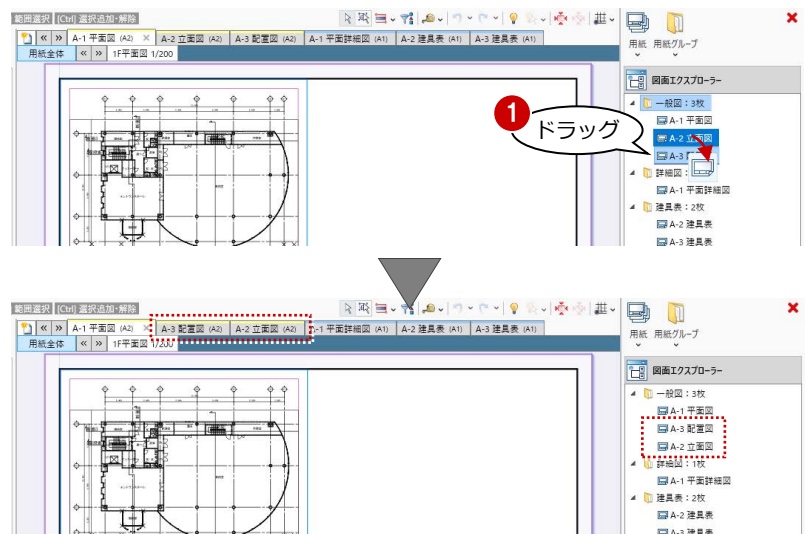 範囲選択 [Ctrl] 選択追加・解除
A-1 平面図 (A2) × A-2 立面図 (A2) A-3 配置図 (A2) A-1 平面詳細図 (A1) A-2 建具表 (A1) A-3 建具表 (A1)
用紙全体 1F平面図 1/200
用紙 用紙グループ
図面エクスプローラー
一般図:3枚
A-1 平面図
A-2 立面図
A-3
詳細図:
A-1 平面詳細図
建具表:2枚
A-2 建具表
A-3 建具表
1
ドラッグ
範囲選択 [Ctrl] 選択追加・解除
A-1 平面図 (A2) × A-3 配置図 (A2) A-2 立面図 (A2) A-1 平面詳細図 (A1) A-2 建具表 (A1) A-3 建具表 (A1)
用紙全体 1F平面図 1/200
用紙 用紙グループ
図面エクスプローラー
一般図:3枚
A-1 平面図
A-3 配置図
A-2 立面図
詳細図:1枚
A-1 平面詳細図
建具表:2枚
A-2 建具表
A-3 建具表